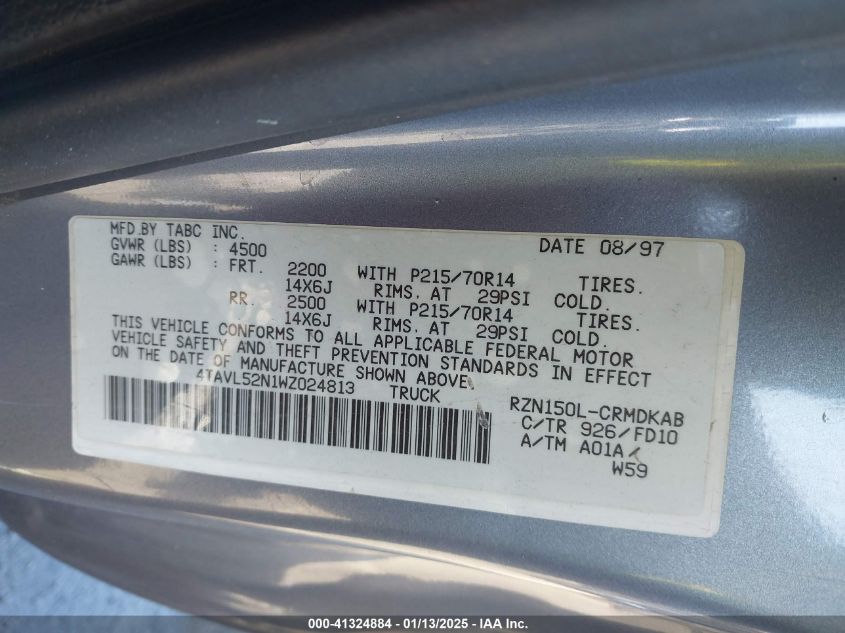 MFD.BY TABC INC. DATE 08/97
GVWR (LBS) : 4500
GAWR (LBS) : FRT. 2200 WITH P215/70R14 TIRES.
14X6J RIMS. AT 29PSI COLD.
RR. 2500 WITH P215/70R14 TIRES.
14X6J RIMS. AT 29PSI COLD.
THIS VEHICLE CONFORMS TO ALL APPLICABLE FEDERAL MOTOR
VEHICLE SAFETY AND THEFT PREVENTION STANDARDS IN EFFECT
ON THE DATE OF MANUFACTURE SHOWN ABOVE.
4TAVL52N1WZ024813 TRUCK
RZN150L-CRMDKAB
C/TR 926/FD10
A/TM A01A/
W59
000-41324884 — 01/13/2025 — IAA Inc.